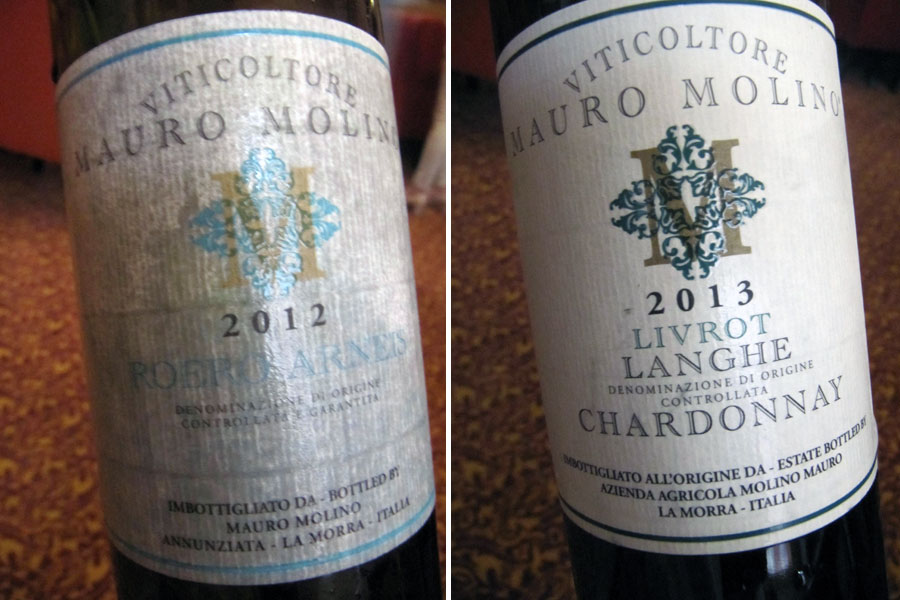 VITICOLTORE
MAURO MOLINO
M
2012
ROERO ARNEIS
DENOMINAZIONE DI ORIGINE
CONTROLLATA E GARANTITA
IMBOTTIGLIATO DA - BOTTLED BY
MAURO MOLINO
ANNUNZIATA - LA MORRA - ITALIA
VITICOLTORE
MAURO MOLINO
M
2013
LIVROT
LANGHE
DENOMINAZIONE DI ORIGINE
CONTROLLATA
CHARDONNAY
IMBOTTIGLIATO ALL'ORIGINE DA - ESTATE BOTTLED BY
AZIENDA AGRICOLA MOLINO MAURO
LA MORRA - ITALIA